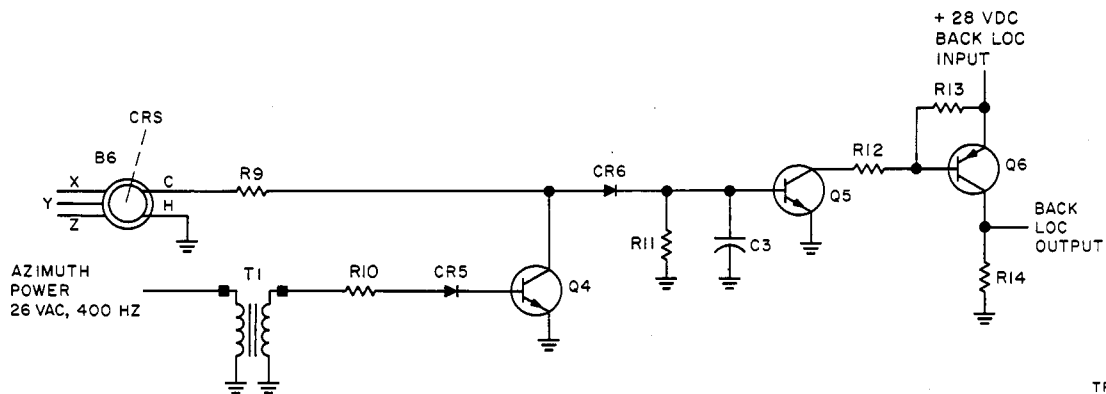 + 28 VDC
BACK LOC
INPUT
R13
CRS
B6
X
C
R9
CR6
R12
Q6
Y
H
Q5
Z
R11
C3
BACK
LOC
OUTPUT
AZIMUTH
POWER
26 VAC, 400 HZ
T1
R10
CR5
Q4
R14
TP